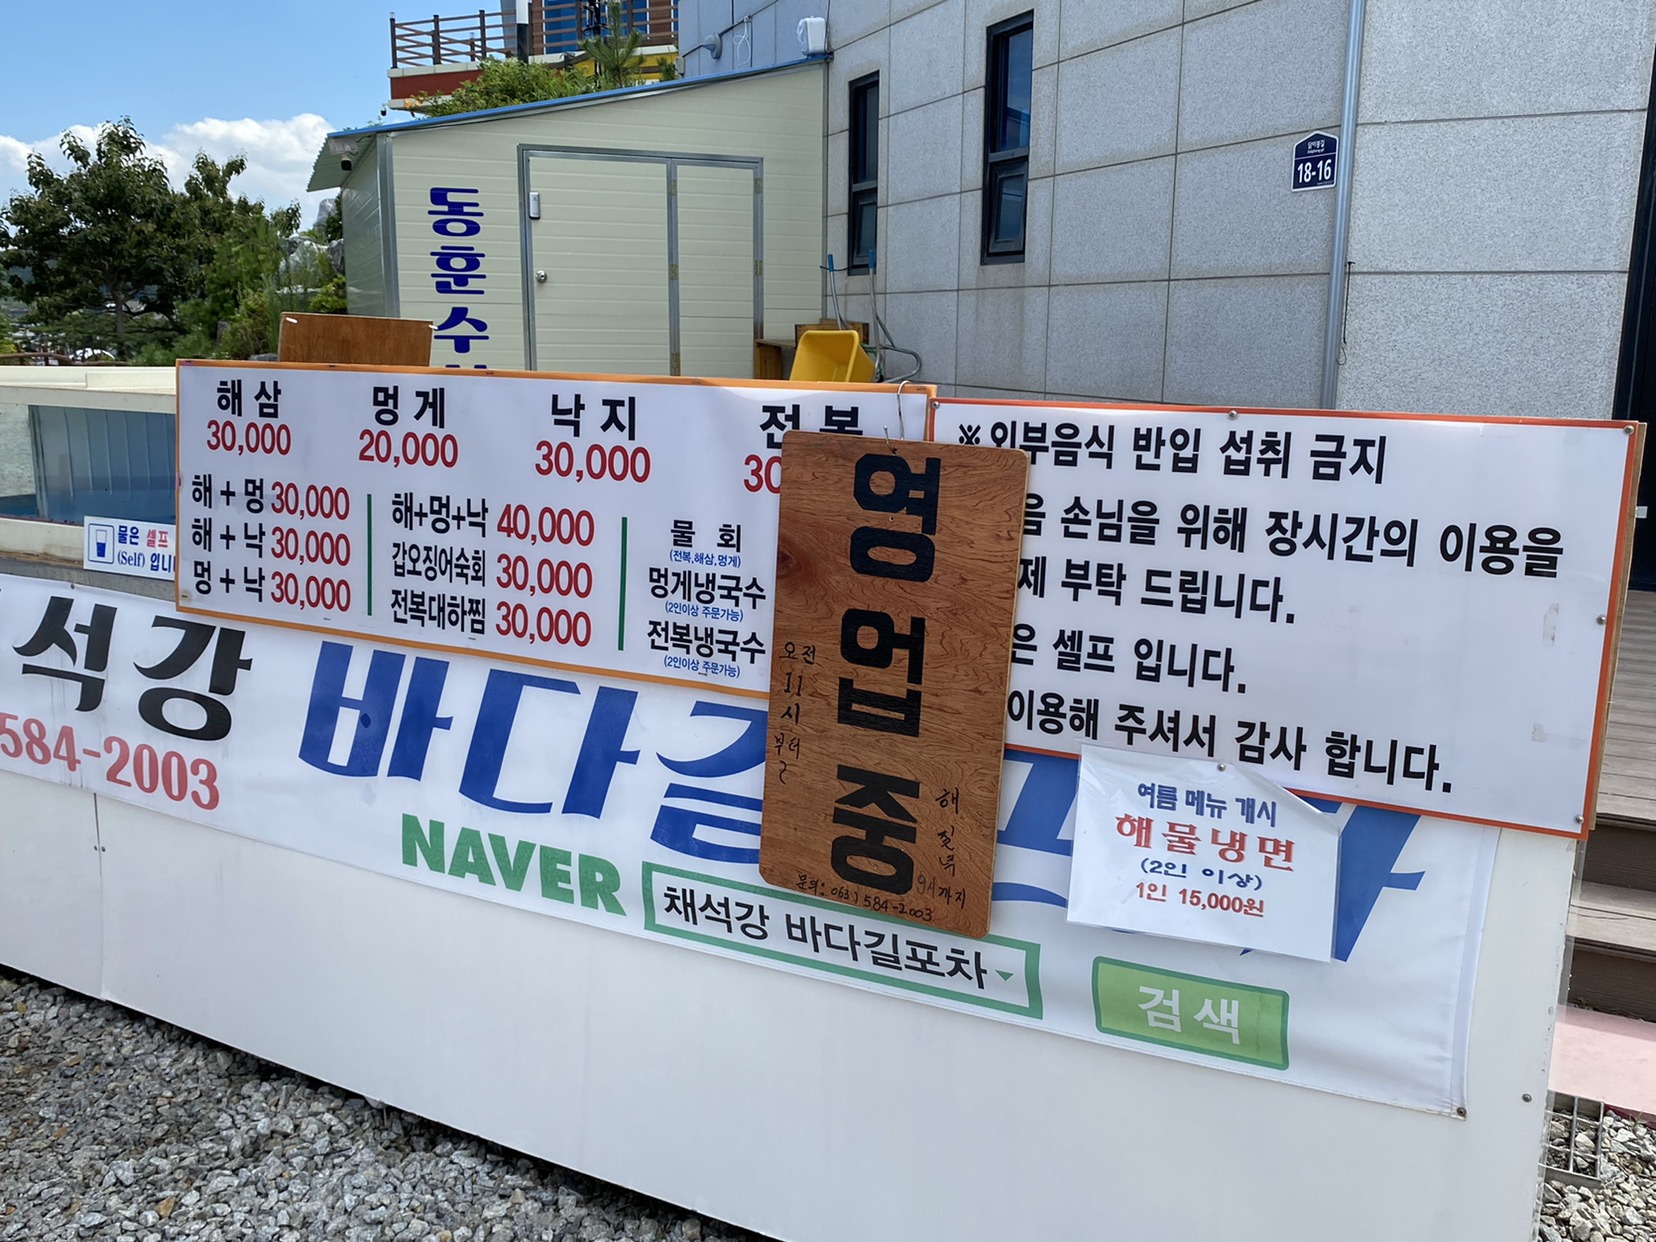 알미롱길
18-16
동훈수
해삼 멍게 낙지 전복
30,000 20,000 30,000 30
해+멍 30,000
해+낙 30,000
멍+낙 30,000
해+멍+낙 40,000
갑오징어숙회 30,000
전복대하찜 30,000
물회
(전복,해삼,멍게)
멍게냉국수
(2인이상 주문가능)
전복냉국수
(2인이상 주문가능)
※외부음식 반입 섭취 금지
음 손님을 위해 장시간의 이용을
제 부탁 드립니다.
은 셀프 입니다.
이용해 주셔서 감사 합니다.
물은 셀프
(Self) 입니
영업중
오전 11시부터
해질녘 9시까지
문의: 063) 584-2003
석강 바다길
584-2003
NAVER
채석강 바다길포차
검색
여름 메뉴 개시
해물냉면
(2인 이상)
1인 15,000원